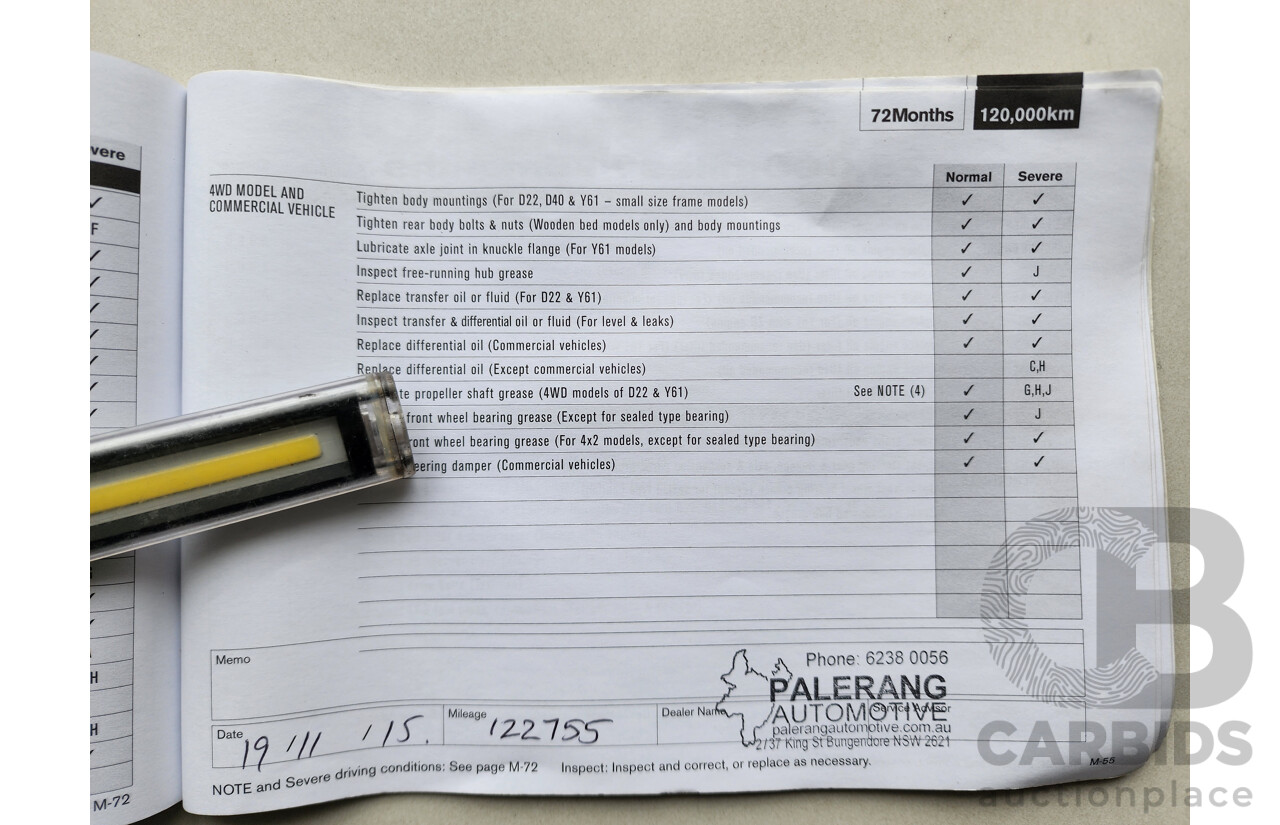 72Months 120,000km
Normal Severe
4WD MODEL AND
COMMERCIAL VEHICLE
Tighten body mountings (For D22, D40 & Y61 – small size frame models) ✓ ✓
Tighten rear body bolts & nuts (Wooden bed models only) and body mountings ✓ ✓
Lubricate axle joint in knuckle flange (For Y61 models) ✓ ✓
Inspect free-running hub grease ✓ J
Replace transfer oil or fluid (For D22 & Y61) ✓ ✓
Inspect transfer & differential oil or fluid (For level & leaks) ✓ ✓
Replace differential oil (Commercial vehicles) ✓ ✓
Replace differential oil (Except commercial vehicles) C,H
te propeller shaft grease (4WD models of D22 & Y61) See NOTE (4) ✓ G,H,J
front wheel bearing grease (Except for sealed type bearing) ✓ J
ront wheel bearing grease (For 4x2 models, except for sealed type bearing) ✓ ✓
eering damper (Commercial vehicles) ✓ ✓
Memo
Phone: 6238 0056
PALERANG
AUTOMOTIVE
palerangautomotive.com.au
2/37 King St Bungendore NSW 2621
Date 19/11/15.
Mileage 122755
Dealer Name
Service Advisor
NOTE and Severe driving conditions: See page M-72 Inspect: Inspect and correct, or replace as necessary.
M-55
vere
F
H
H
M-72
CB
CARBIDS
auctionplace